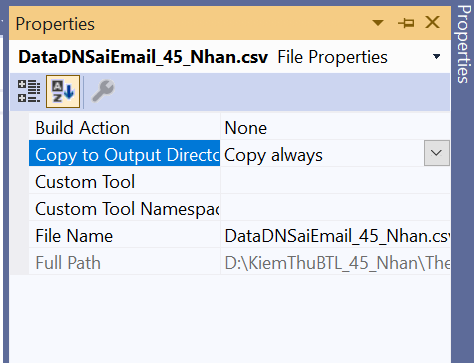 Properties
DataDNSaiEmail_45_Nhan.csv File Properties
Build Action None
Copy to Output Directo Copy always
Custom Tool
Custom Tool Namespac
File Name DataDNSaiEmail_45_Nhan.csv
Full Path D:\KiemThuBTL_45_Nhan\The
Properties